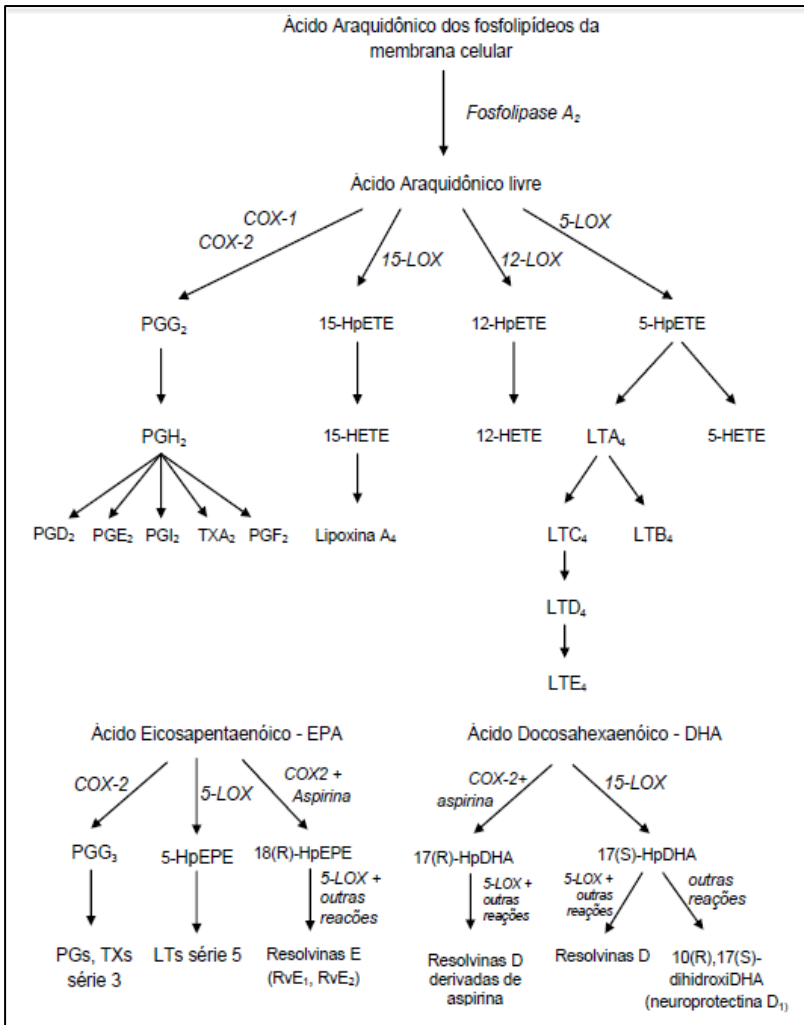 Ácido Araquidônico dos fosfolipídeos da
membrana celular
Fosfolipase A₂
Ácido Araquidônico livre
COX-1
COX-2
15-LOX
12-LOX
5-LOX
PGG₂
15-HpETE
12-HpETE
5-HpETE
PGH₂
15-HETE
12-HETE
LTA₄
5-HETE
PGD₂
PGE₂
PGI₂
TXA₂
PGF₂
Lipoxina A₄
LTC₄
LTB₄
LTD₄
LTE₄
Ácido Eicosapentaenóico - EPA
Ácido Docosahexaenóico - DHA
COX-2
5-LOX
COX2 +
Aspirina
COX-2+
aspirina
15-LOX
PGG₃
5-HpEPE
18(R)-HpEPE
17(R)-HpDHA
17(S)-HpDHA
5-LOX +
outras
reacões
5-LOX +
outras
reações
5-LOX +
outras
reações
outras
reações
PGs, TXs
série 3
LTs série 5
Resolvinas E
(RvE₁, RvE₂)
Resolvinas D
derivadas de
aspirina
Resolvinas D
10(R),17(S)-
dihidroxiDHA
(neuroprotectina D₁)